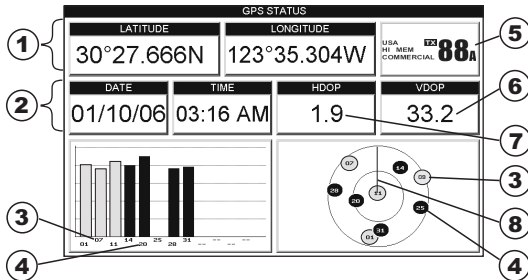 GPS STATUS
LATITUDE
30°27.666N
LONGITUDE
123°35.304W
USA
HI MEM
COMMERCIAL
TX
88A
DATE
01/10/06
TIME
03:16 AM
HDOP
1.9
VDOP
33.2
01 07 11 14 20 25 28 31 -- -- -- --
07
14
03
28
11
20
25
31
01
1
2
3
4
5
6
7
3
8
4